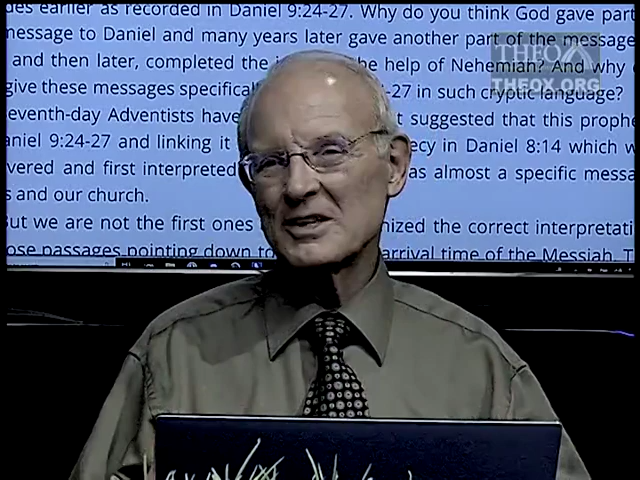 es earlier as recorded in Daniel 9:24-27. Why do you think God gave part
message to Daniel and many years later gave another part of the message
and then later, completed the he help of Nehemiah? And why
give these messages specifical -27 in such cryptic language?
eventh-day Adventists have t suggested that this prophe
aniel 9:24-27 and linking it ecy in Daniel 8:14 which w
vered and first interpreted as almost a specific messa
s and our church.
But we are not the first ones nized the correct interpretati
ose passages pointing down to arrival time of the Messiah. T
THEOX
THEOX.ORG